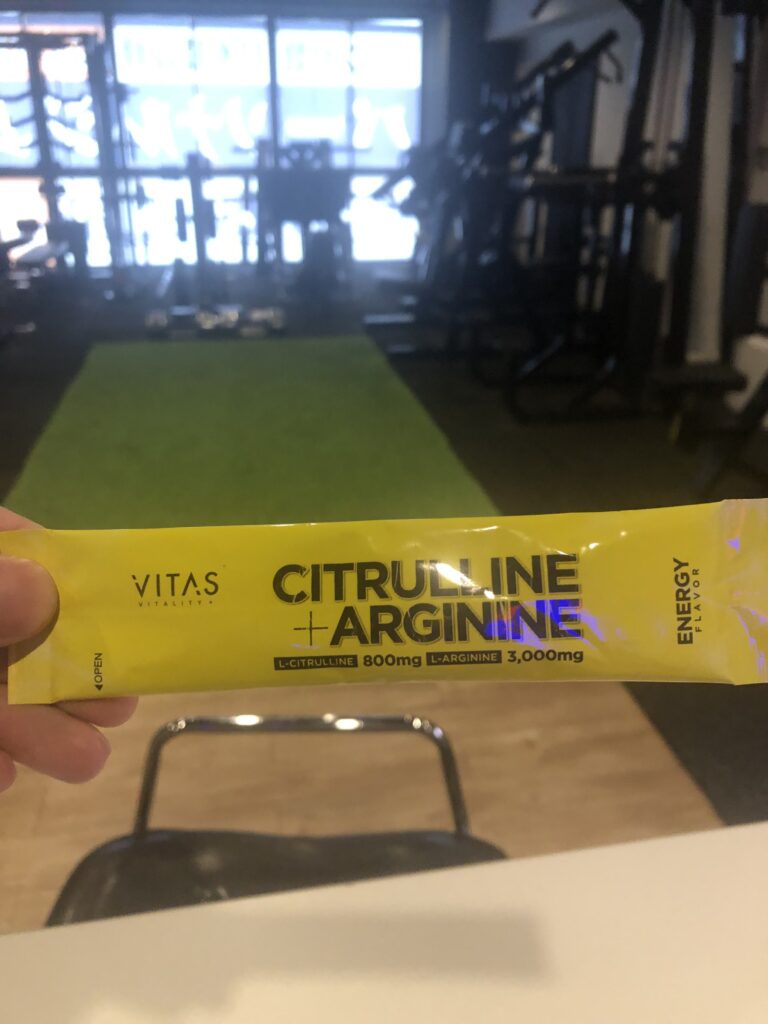 VITAS
VITALITY+
CITRULLINE
+ARGININE
L-CITRULLINE 800mg L-ARGININE 3,000mg
ENERGY
FLAVOR
◀OPEN